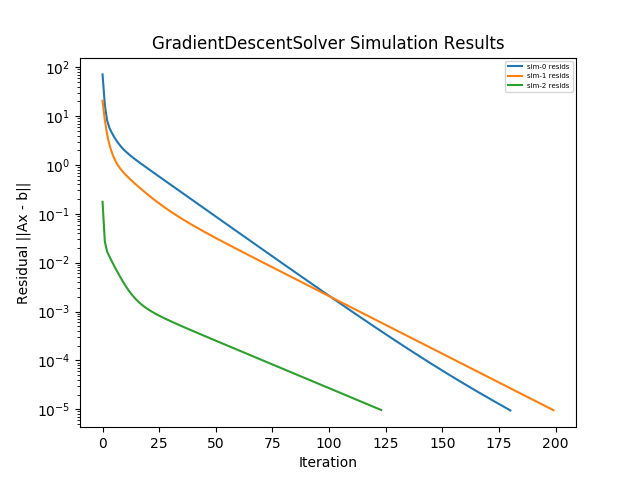 GradientDescentSolver Simulation Results
sim-0 resids
sim-1 resids
sim-2 resids
Residual ||Ax - b||
10^2
10^1
10^0
10^-1
10^-2
10^-3
10^-4
10^-5
0 25 50 75 100 125 150 175 200
Iteration